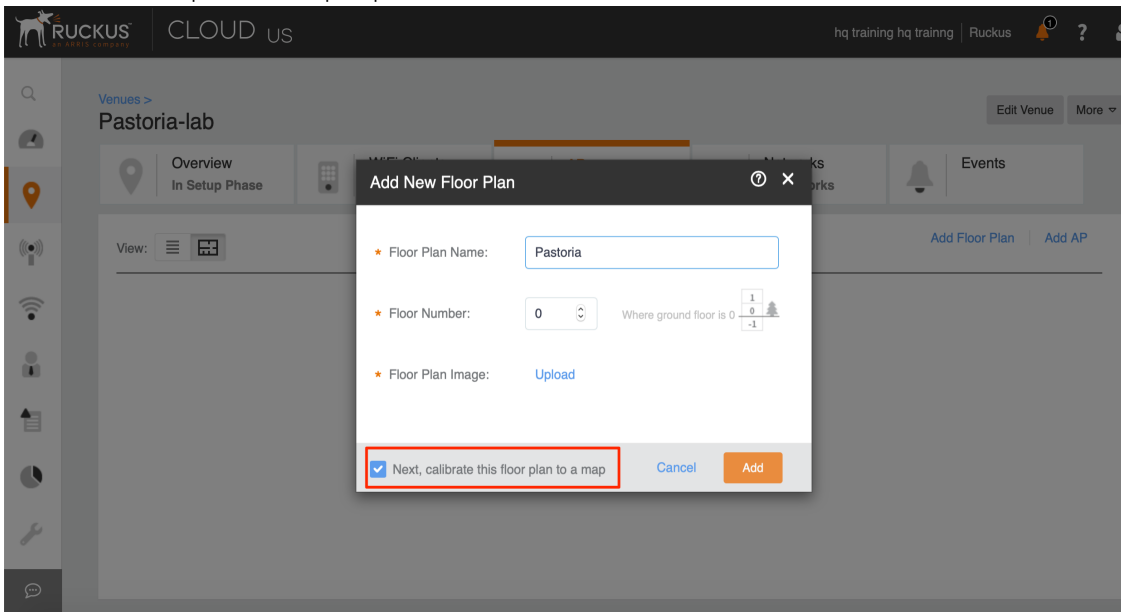 RUCKUS
an ARRIS company
CLOUD US
hq training hq trainng
Ruckus
1
?
Venues >
Pastoria-lab
Edit Venue
More
Overview
In Setup Phase
Events
View:
Add Floor Plan
Add AP
Add New Floor Plan
* Floor Plan Name:
Pastoria
* Floor Number:
0
Where ground floor is 0
1
0
-1
* Floor Plan Image:
Upload
Next, calibrate this floor plan to a map
Cancel
Add